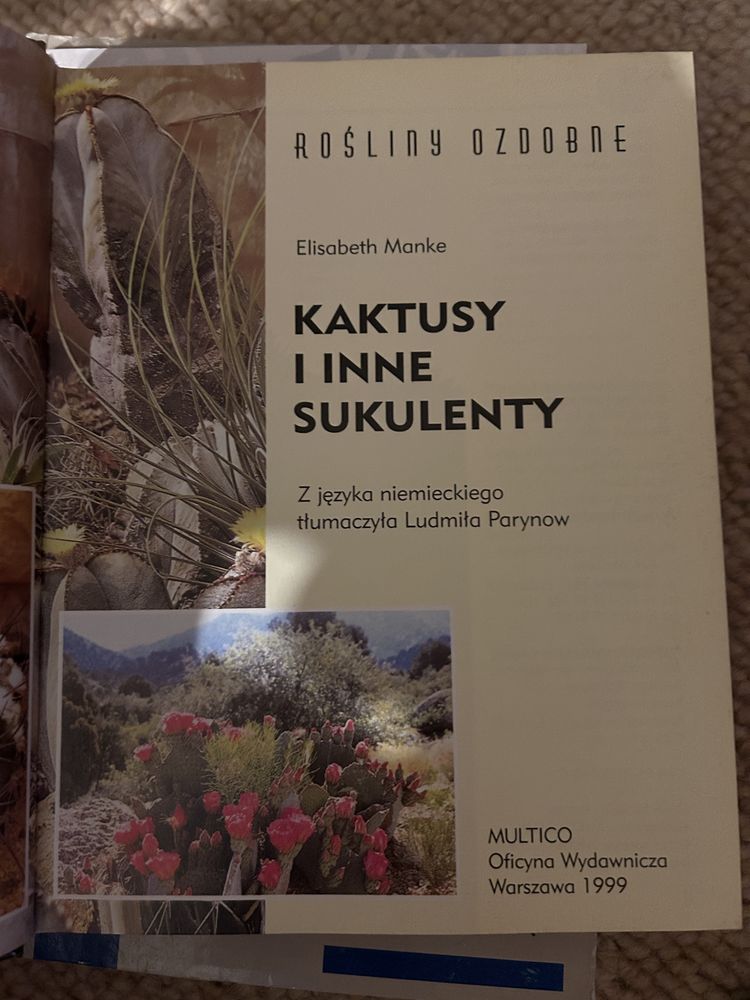 ROŚLINY OZDOBNE
Elisabeth Manke
KAKTUSY
I INNE
SUKULENTY
Z języka niemieckiego
tłumaczyła Ludmiła Parynow
MULTICO
Oficyna Wydawnicza
Warszawa 1999